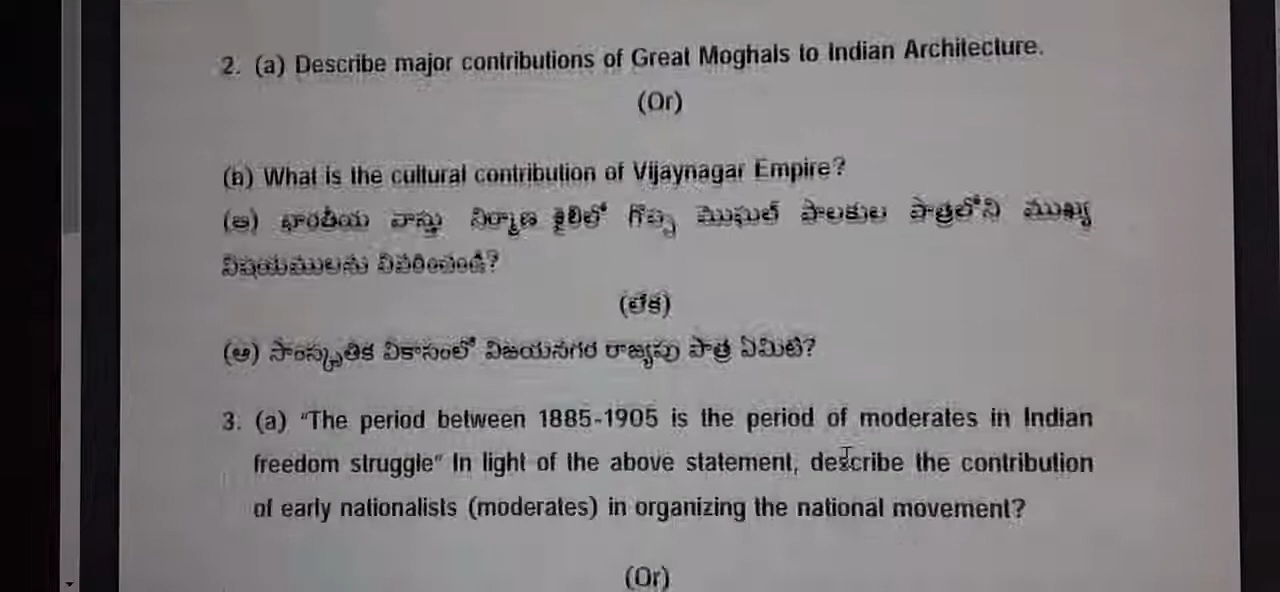 2. (a) Describe major contributions of Great Moghals to Indian Architecture.
(Or)
(b) What is the cultural contribution of Vijaynagar Empire?
(అ) భారతీయ వాస్తు నిర్మాణ శైలిలో గొప్ప మొఘల్ పాలకుల పాత్రలోని ముఖ్య
విషయములను వివరించండి?
(లేక)
(ఆ) సాంస్కృతిక వికాసంలో విజయనగర రాజ్యపు పాత్ర ఏమిటి?
3. (a) "The period between 1885-1905 is the period of moderates in Indian
freedom struggle" In light of the above statement, describe the contribution
of early nationalists (moderates) in organizing the national movement?
(Or)